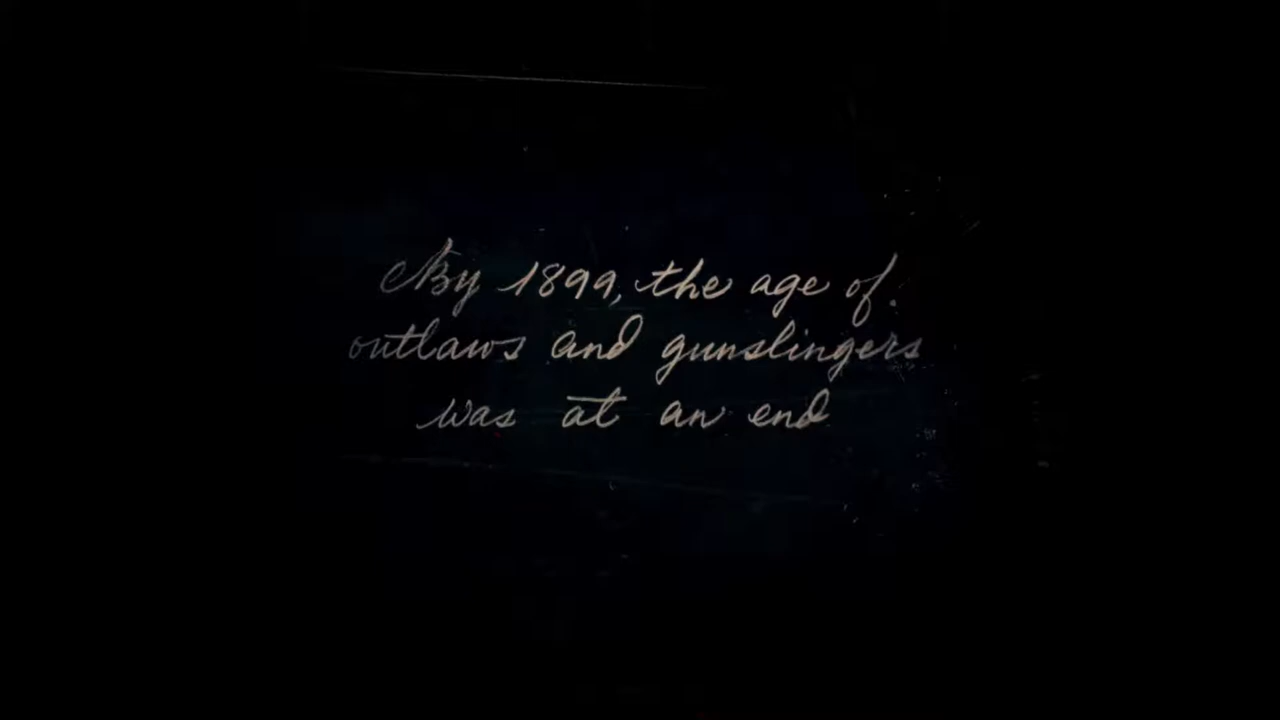 By 1899, the age of
outlaws and gunslingers
was at an end